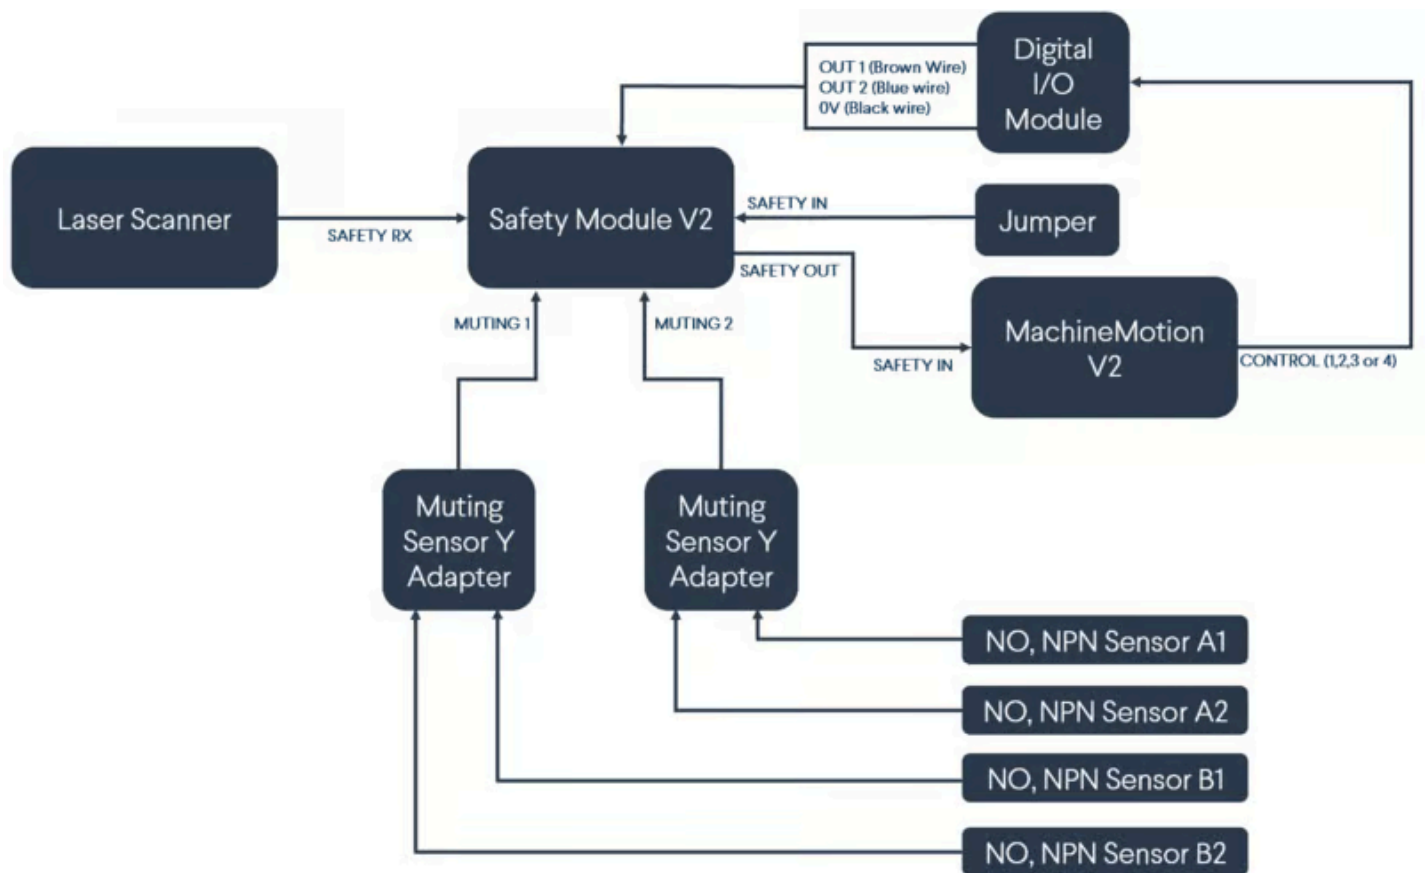 Digital
I/O
Module
OUT 1 (Brown Wire)
OUT 2 (Blue wire)
0V (Black wire)
Laser Scanner
SAFETY RX
Safety Module V2
SAFETY IN
Jumper
SAFETY OUT
MachineMotion
V2
SAFETY IN
CONTROL (1,2,3 or 4)
MUTING 1
MUTING 2
Muting
Sensor Y
Adapter
Muting
Sensor Y
Adapter
NO, NPN Sensor A1
NO, NPN Sensor A2
NO, NPN Sensor B1
NO, NPN Sensor B2